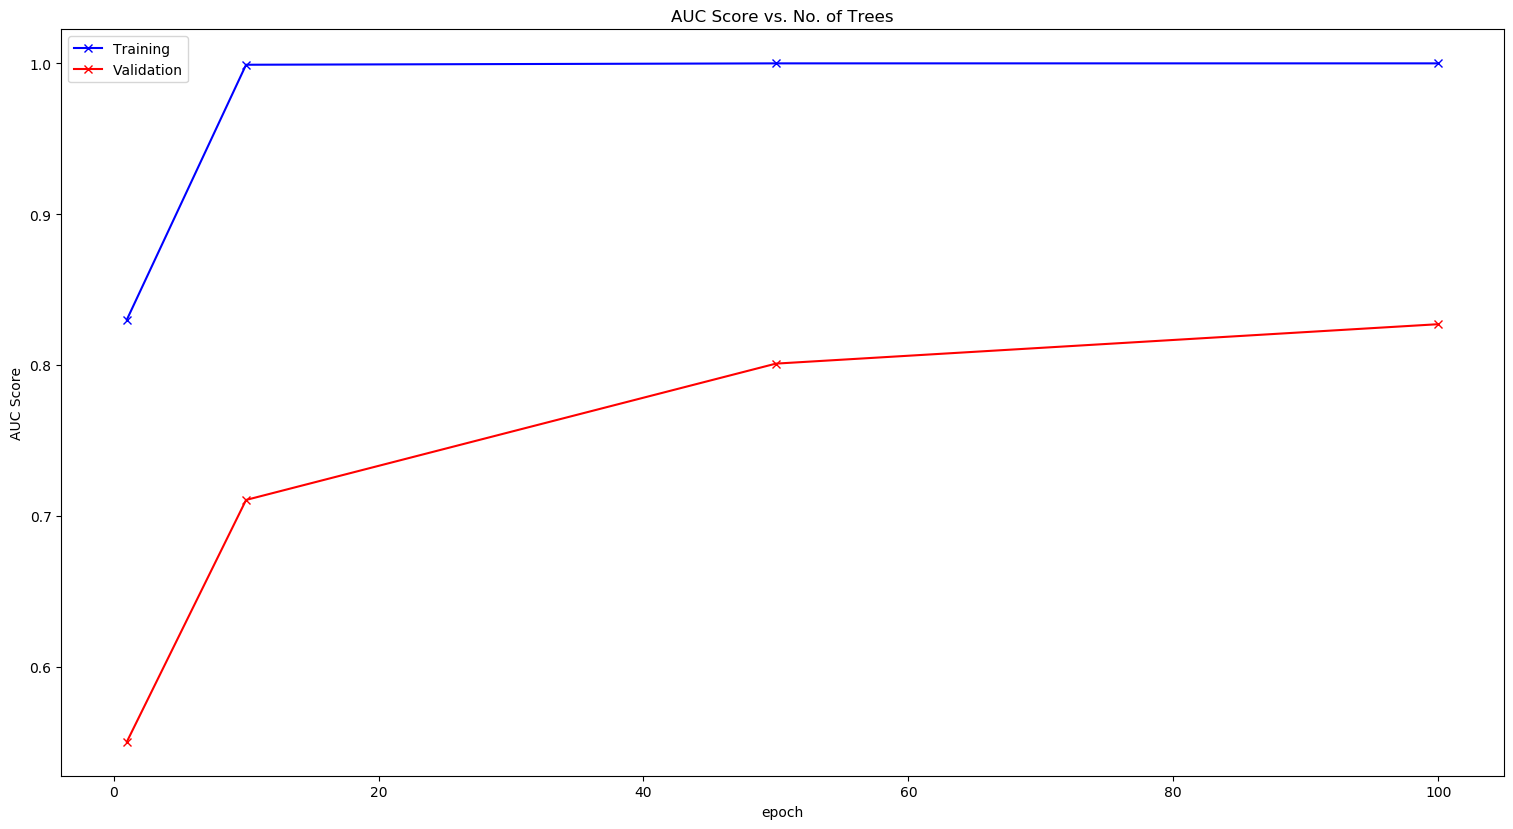 AUC Score vs. No. of Trees
Training
Validation
1.0
0.9
0.8
0.7
0.6
AUC Score
0 20 40 60 80 100
epoch